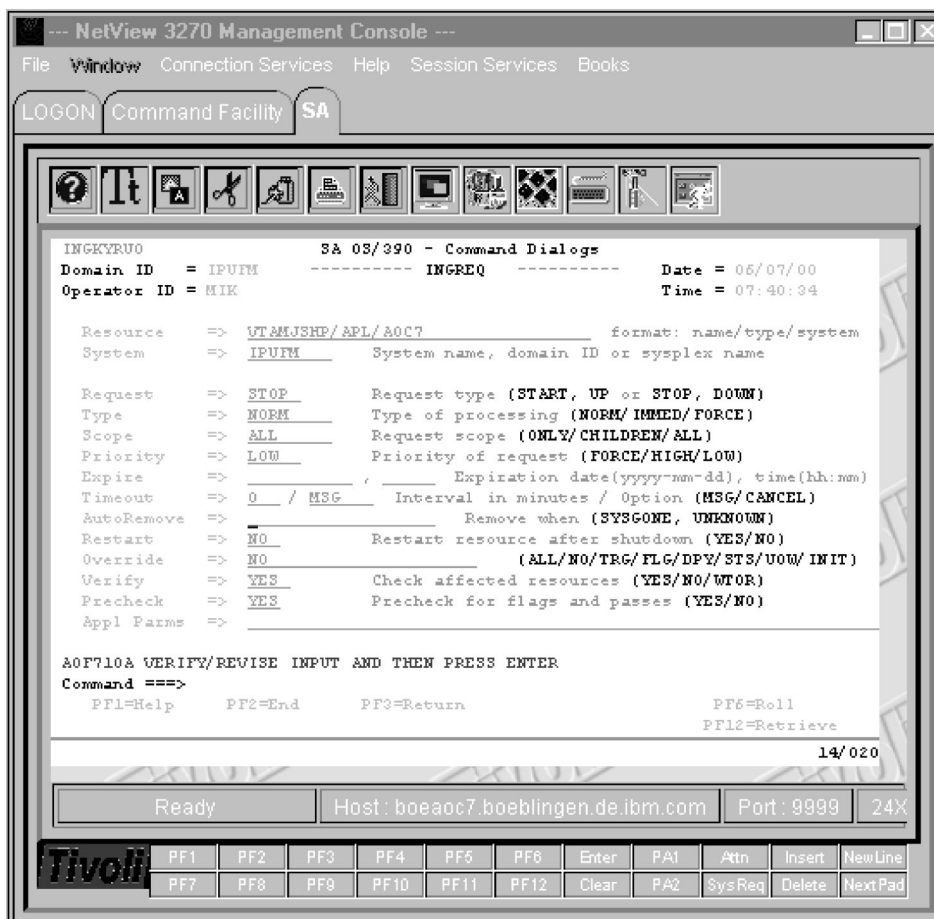 --- NetView 3270 Management Console ---
File Window Connection Services Help Session Services Books
LOGON Command Facility SA
INGKYRU0 SA OS/390 - Command Dialogs
Domain ID = IPUFM ---------- INGREQ ---------- Date = 06/07/00
Operator ID = MIK Time = 07:40:34
Resource => VTAMJSHP/APL/AOC7 format: name/type/system
System => IPUFM System name, domain ID or sysplex name
Request => STOP Request type (START, UP or STOP, DOWN)
Type => NORM Type of processing (NORM/IMMED/FORCE)
Scope => ALL Request scope (ONLY/CHILDREN/ALL)
Priority => LOW Priority of request (FORCE/HIGH/LOW)
Expire => , Expiration date(yyyy-mm-dd), time(hh:mm)
Timeout => 0 / MSG Interval in minutes / Option (MSG/CANCEL)
AutoRemove => Remove when (SYSGONE, UNKNOWN)
Restart => NO Restart resource after shutdown (YES/NO)
Override => NO (ALL/NO/TRG/FLG/DPY/STS/UOW/INIT)
Verify => YES Check affected resources (YES/NO/WTOR)
Precheck => YES Precheck for flags and passes (YES/NO)
Appl Parms =>
AOF710A VERIFY/REVISE INPUT AND THEN PRESS ENTER
Command ===>
PF1=Help PF2=End PF3=Return PF6=Roll
PF12=Retrieve
14/020
Ready Host : boeaoc7.boeblingen.de.ibm.com Port : 9999 24X
Tivoli PF1 PF2 PF3 PF4 PF5 PF6 Enter PA1 Attn Insert NewLine
PF7 PF8 PF9 PF10 PF11 PF12 Clear PA2 SysReq Delete NextPad